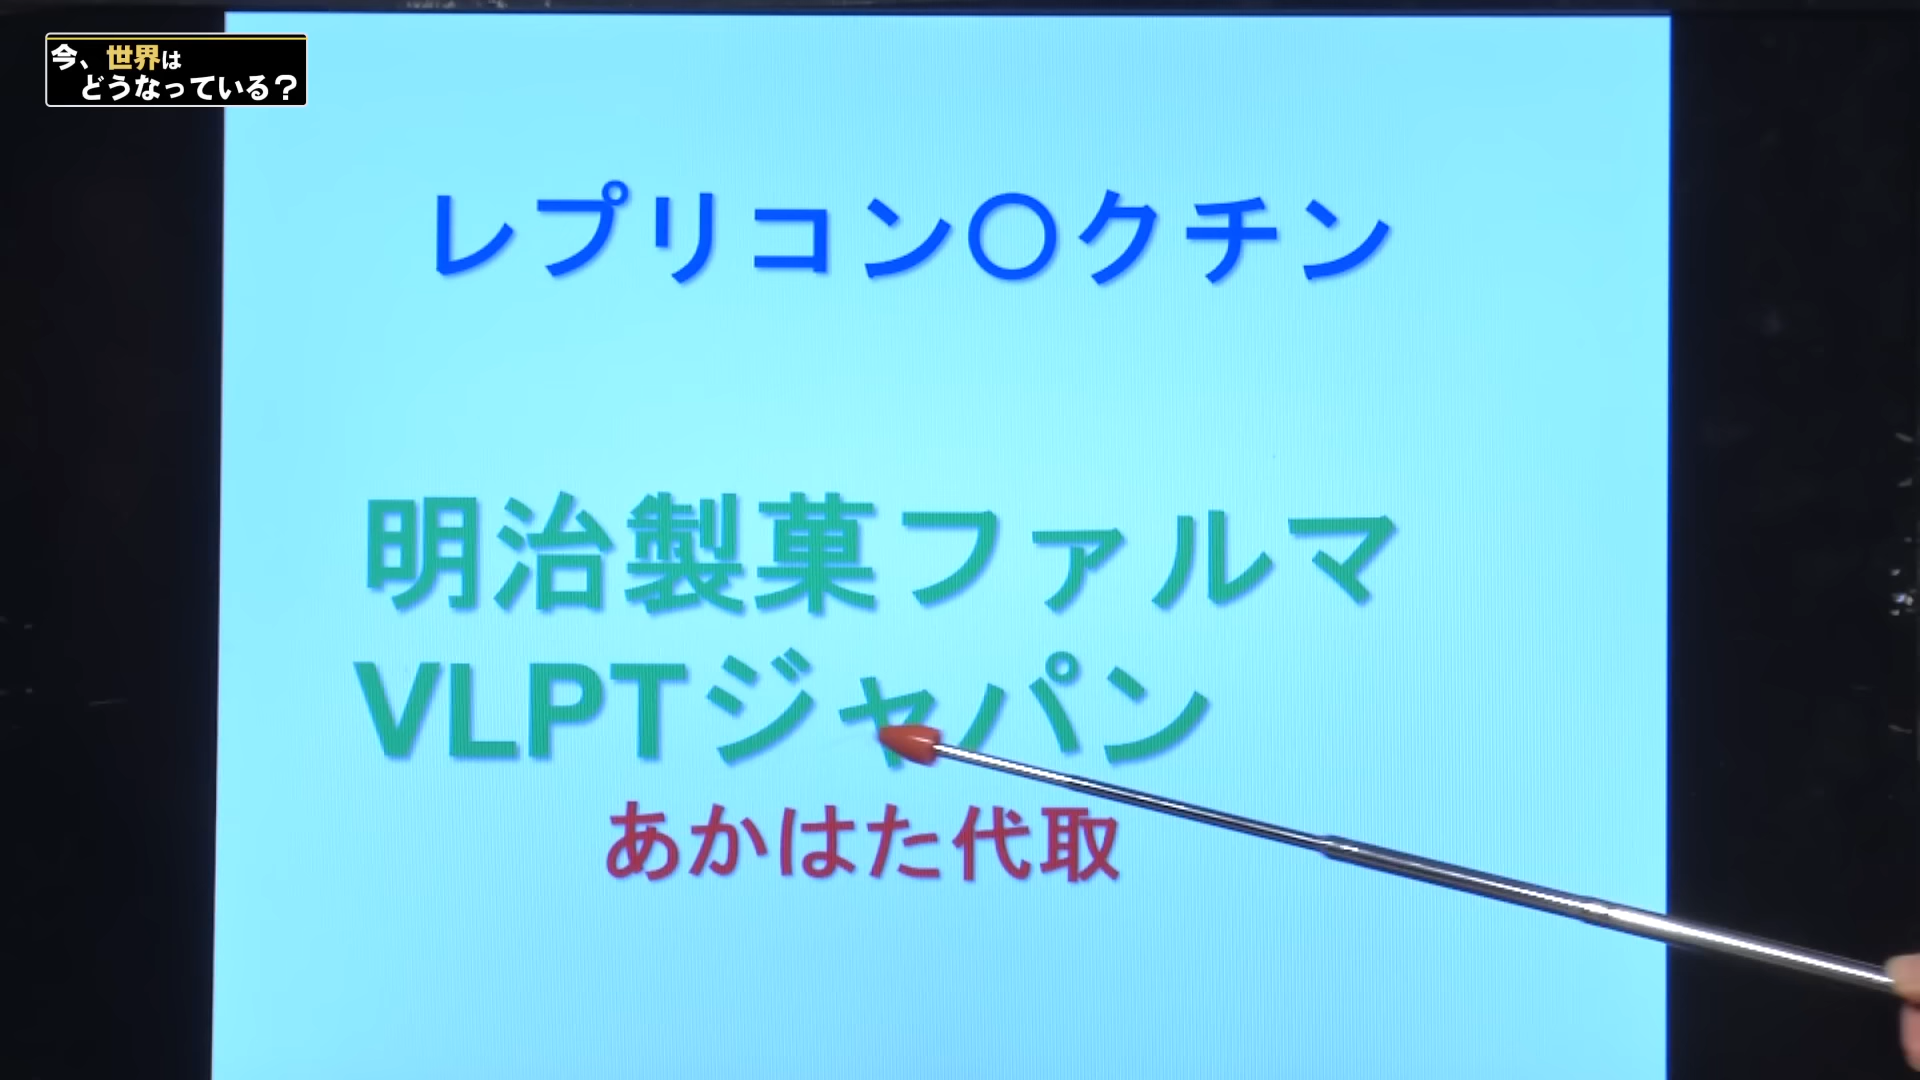 今、世界は
どうなっている？
レプリコン〇クチン
明治製菓ファルマ
VLPTジャパン
あかはた代取